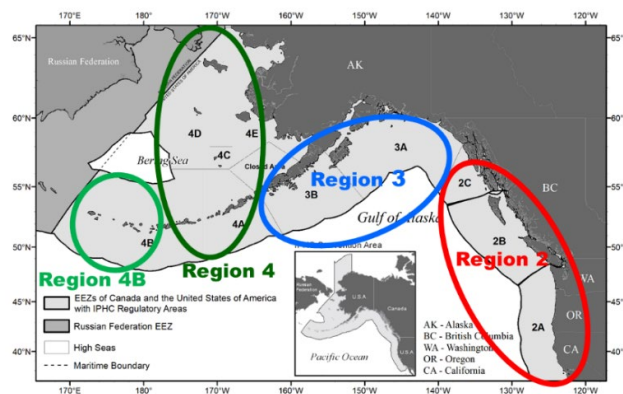 170°E 180° 170°W 160°W 150°W 140°W 130°W 120°W
65°N 65°N
Russian Federation
AK
60°N 60°N
4D 4E
4C
Bering Sea
Closed Area
3A
55°N 55°N
Region 3
2C
3B
BC
4A
Gulf of Alaska
4B
2B
50°N 50°N
Region 4B
Region 4
Region 2
WA
45°N 45°N
EEZs of Canada and the United States of America
with IPHC Regulatory Areas
Russian Federation EEZ
High Seas
Maritime Boundary
40°N 40°N
Russian
Federation
U.S.A
Canada
U.S.A
Pacific Ocean
AK - Alaska
BC - British Columbia
WA - Washington
OR - Oregon
CA - California
OR
2A
CA
170°W 160°W 150°W 140°W 130°W 120°W